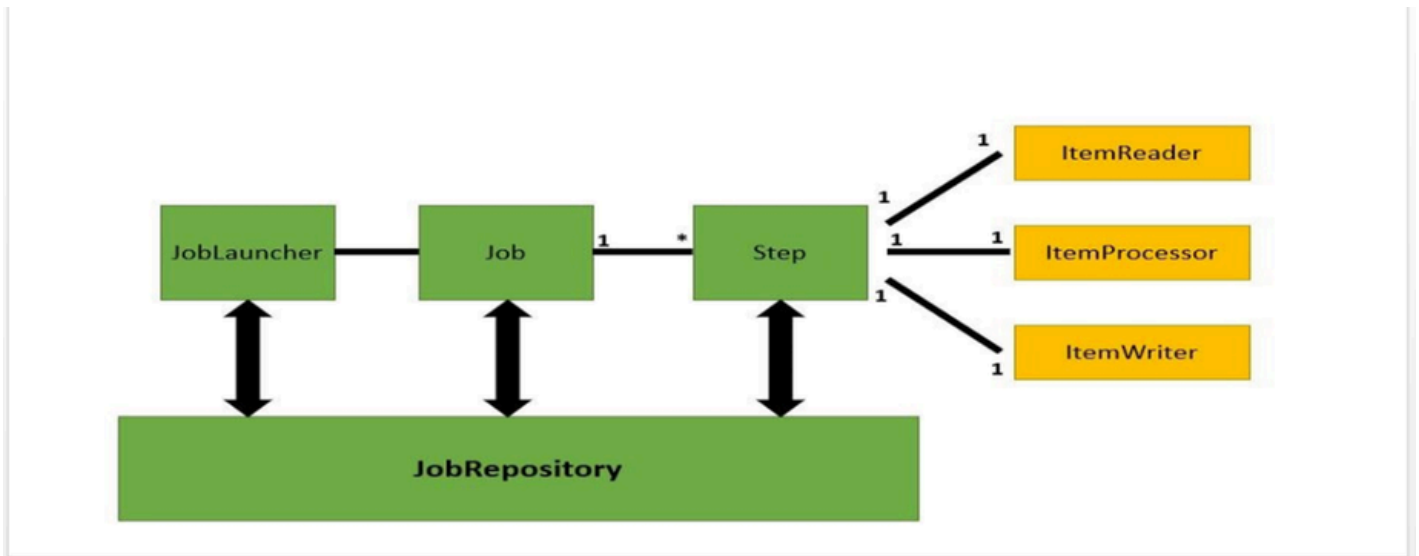 1
ItemReader
1
JobLauncher
Job
1
*
Step
1
1
ItemProcessor
1
ItemWriter
1
JobRepository